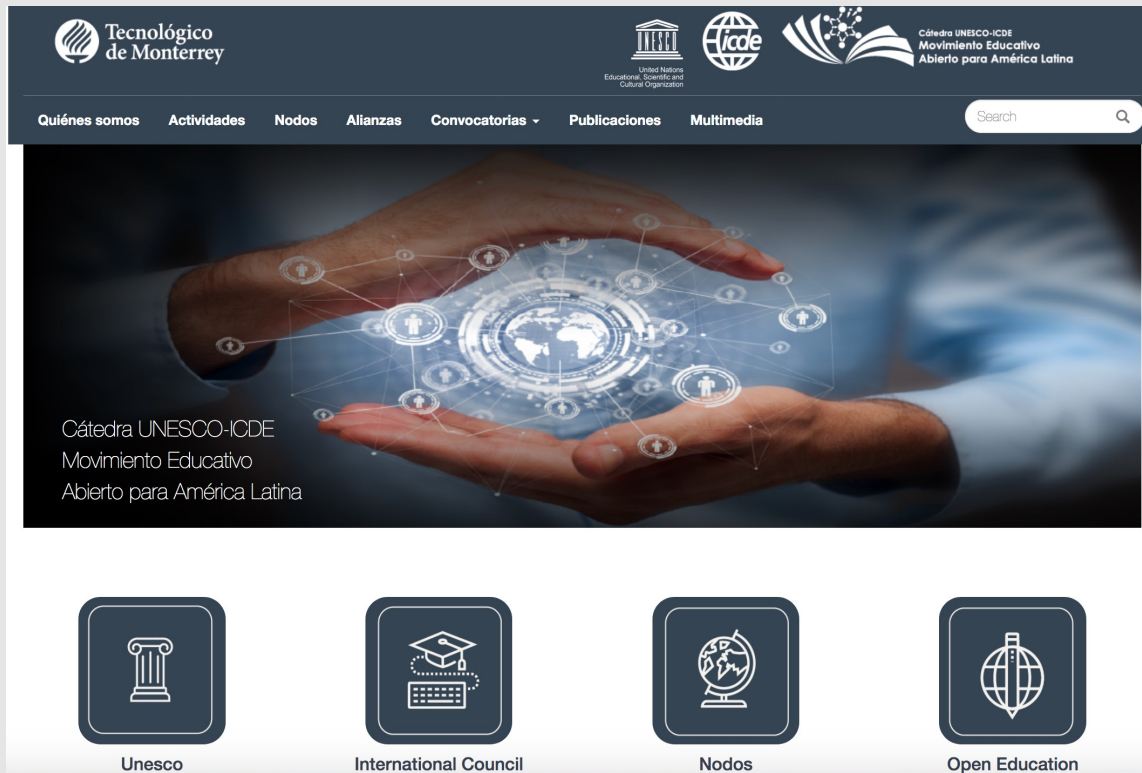 Tecnológico
de Monterrey
UNESCO
United Nations
Educational, Scientific and
Cultural Organization
icde
Cátedra UNESCO-ICDE
Movimiento Educativo
Abierto para América Latina
Quiénes somos Actividades Nodos Alianzas Convocatorias Publicaciones Multimedia
Search
Cátedra UNESCO-ICDE
Movimiento Educativo
Abierto para América Latina
Unesco International Council Nodos Open Education